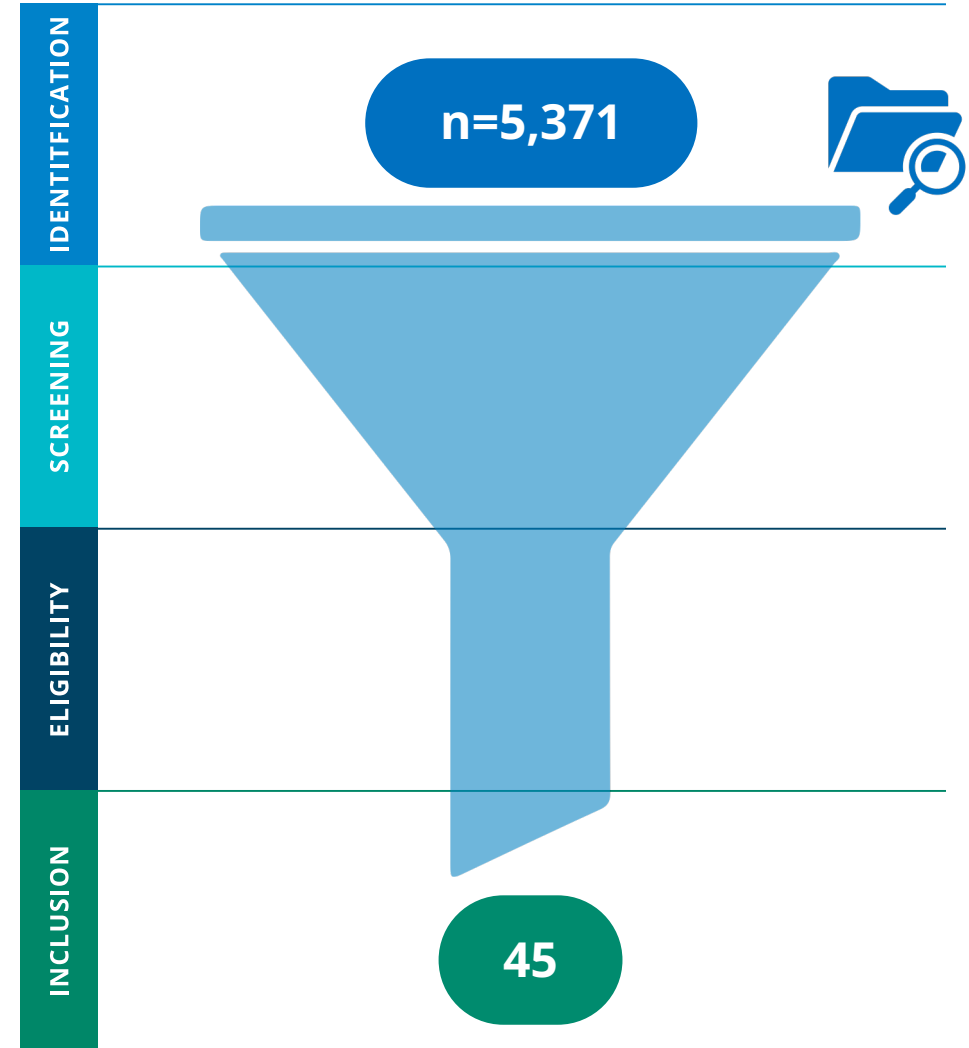 IDENTITFICATION
n=5,371
SCREENING
ELIGIBILITY
INCLUSION
45